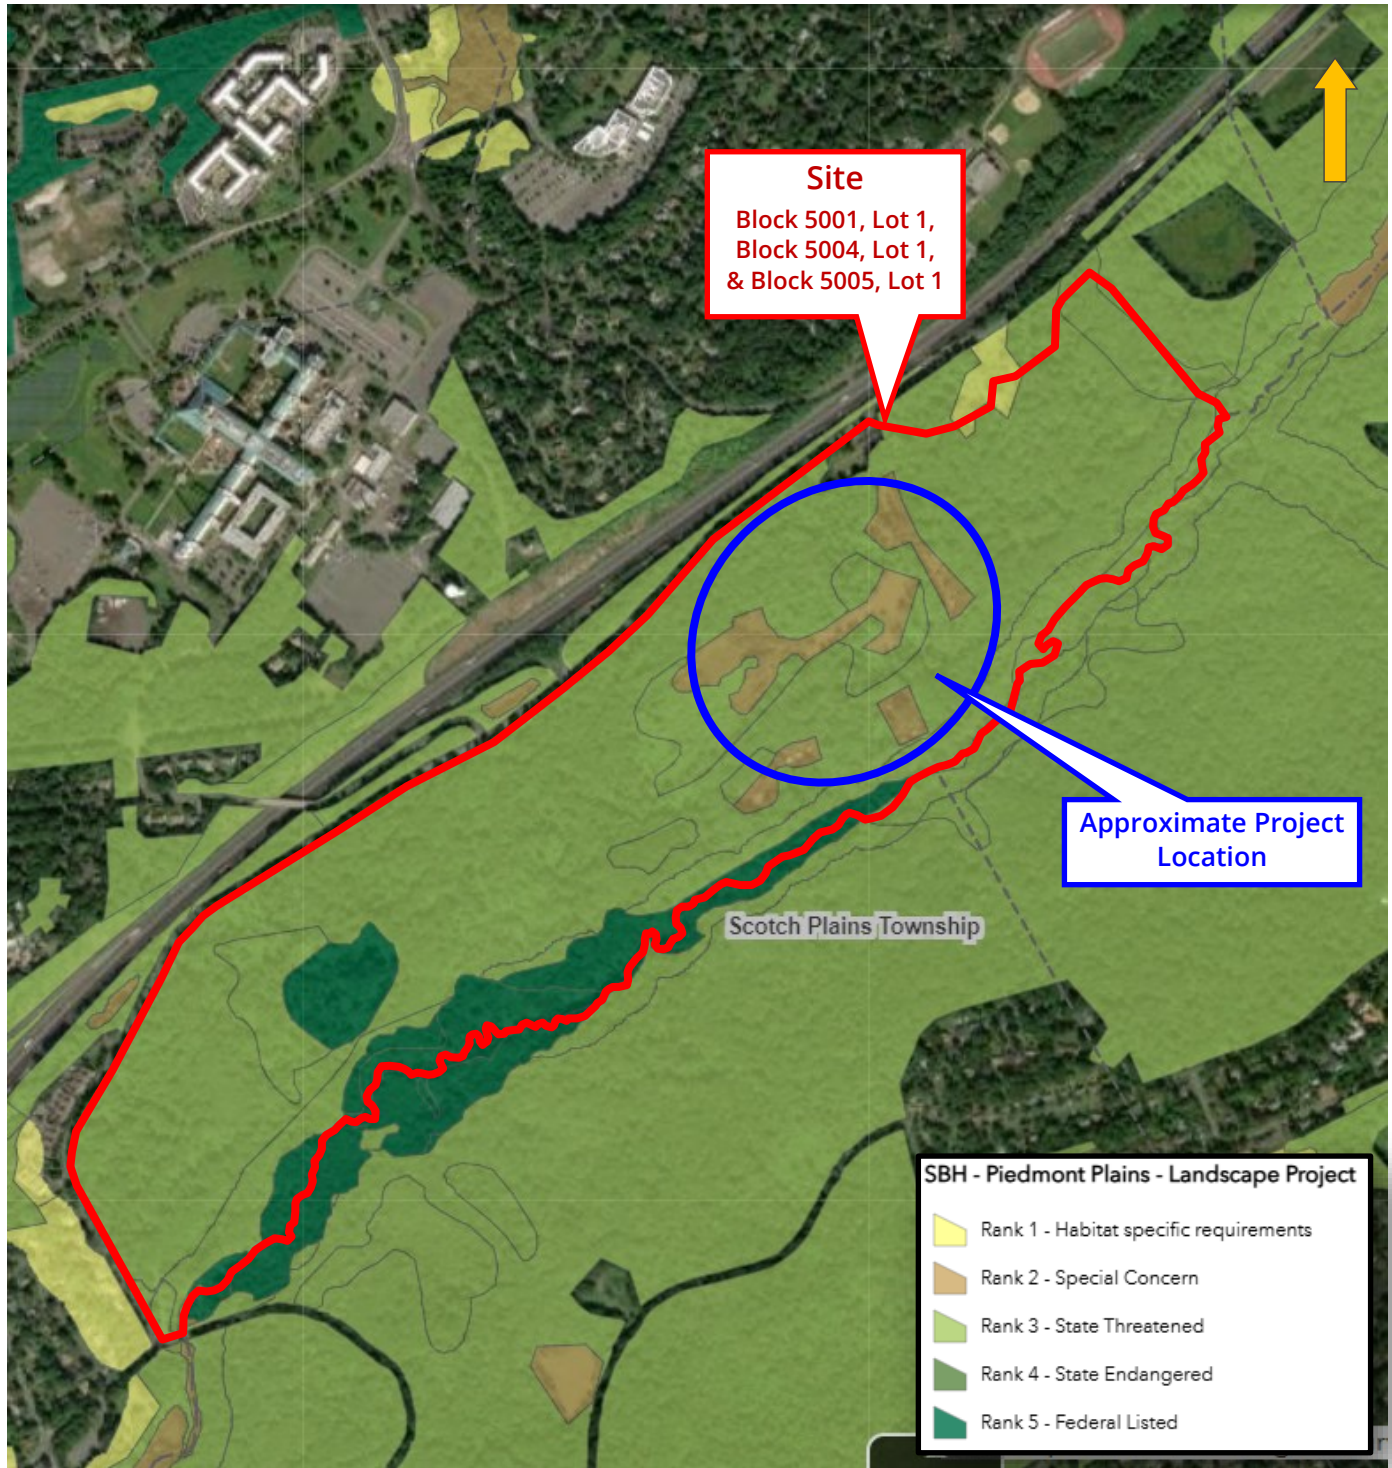 Site
Block 5001, Lot 1,
Block 5004, Lot 1,
& Block 5005, Lot 1
Approximate Project
Location
Scotch Plains Township
SBH - Piedmont Plains - Landscape Project
Rank 1 - Habitat specific requirements
Rank 2 - Special Concern
Rank 3 - State Threatened
Rank 4 - State Endangered
Rank 5 - Federal Listed